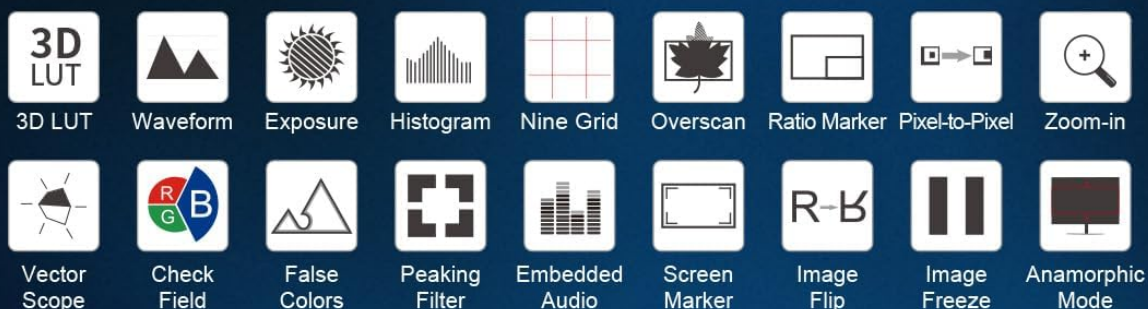 3D
LUT
3D LUT
Waveform
Exposure
Histogram
Nine Grid
Overscan
Ratio Marker
Pixel-to-Pixel
Zoom-in
R
G
B
R-R
Vector
Scope
Check
Field
False
Colors
Peaking
Filter
Embedded
Audio
Screen
Marker
Image
Flip
Image
Freeze
Anamorphic
Mode